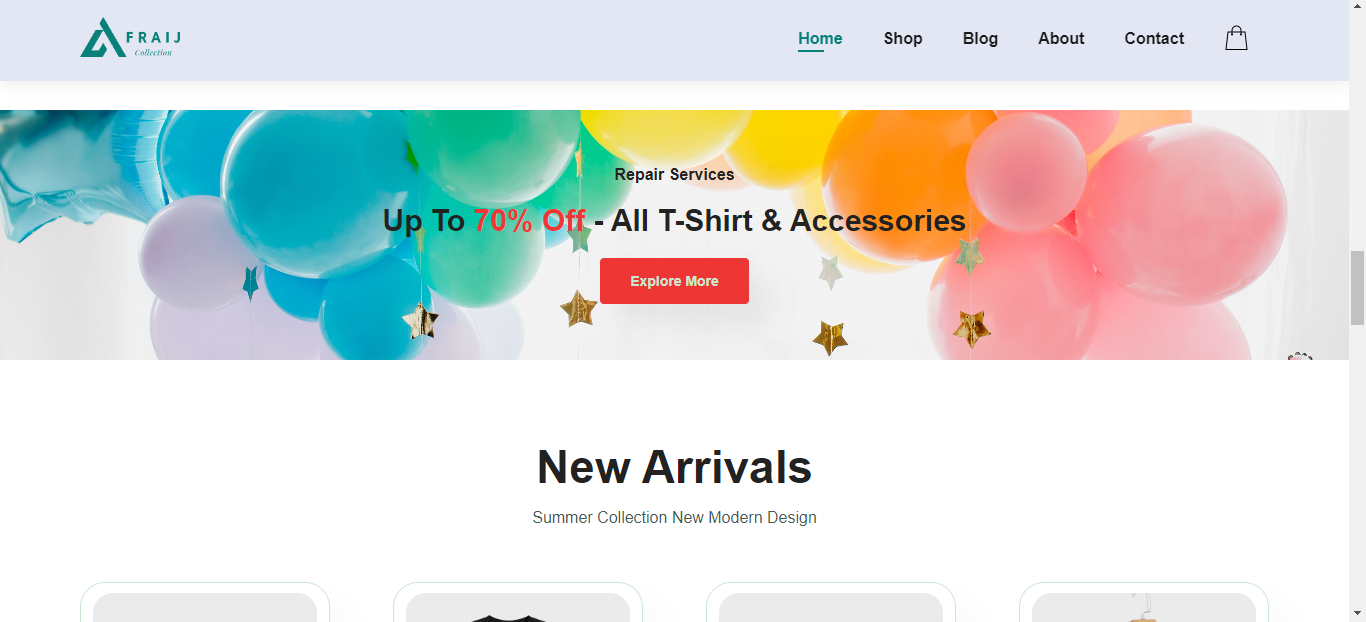 FRAIJ
Collection
Home Shop Blog About Contact
Repair Services
Up To 70% Off - All T-Shirt & Accessories
Explore More
New Arrivals
Summer Collection New Modern Design